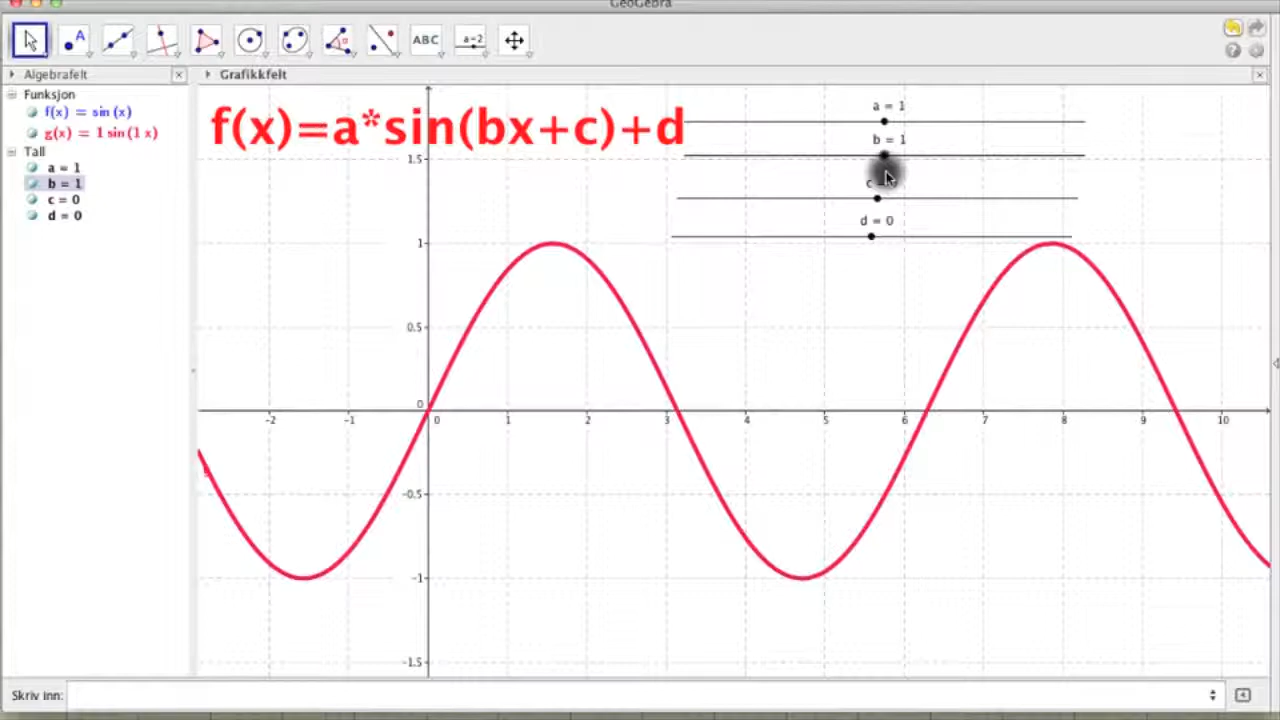 GeoGebra
A
ABC
a=2
Algebrafelt
Grafikkfelt
Funksjon
f(x) = sin (x)
g(x) = 1 sin(1 x)
Tall
a = 1
b = 1
c = 0
d = 0
f(x)=a*sin(bx+c)+d
a = 1
b = 1
c
d = 0
1.5
1
0.5
0
-2 -1 0 1 2 3 4 5 6 7 8 9 10
-0.5
-1
-1.5
Skriv inn: